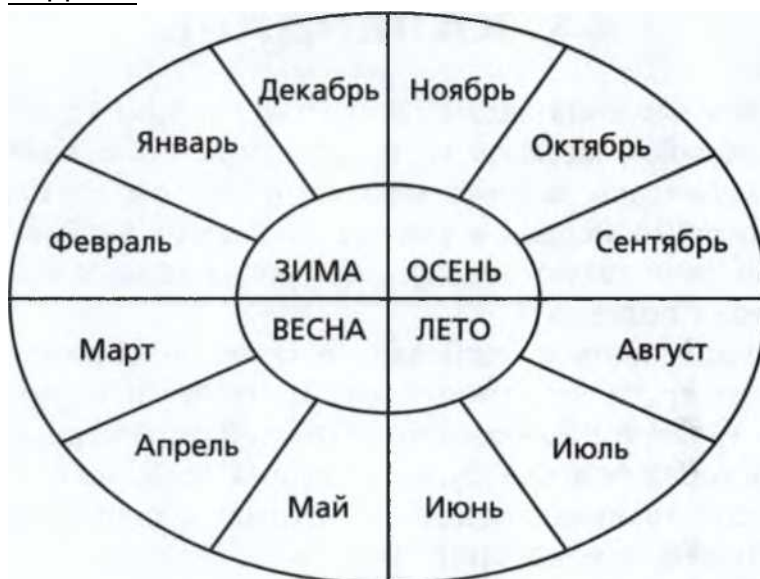 Декабрь
Ноябрь
Январь
Октябрь
Февраль
Сентябрь
ЗИМА
ОСЕНЬ
ВЕСНА
ЛЕТО
Март
Август
Апрель
Июль
Май
Июнь